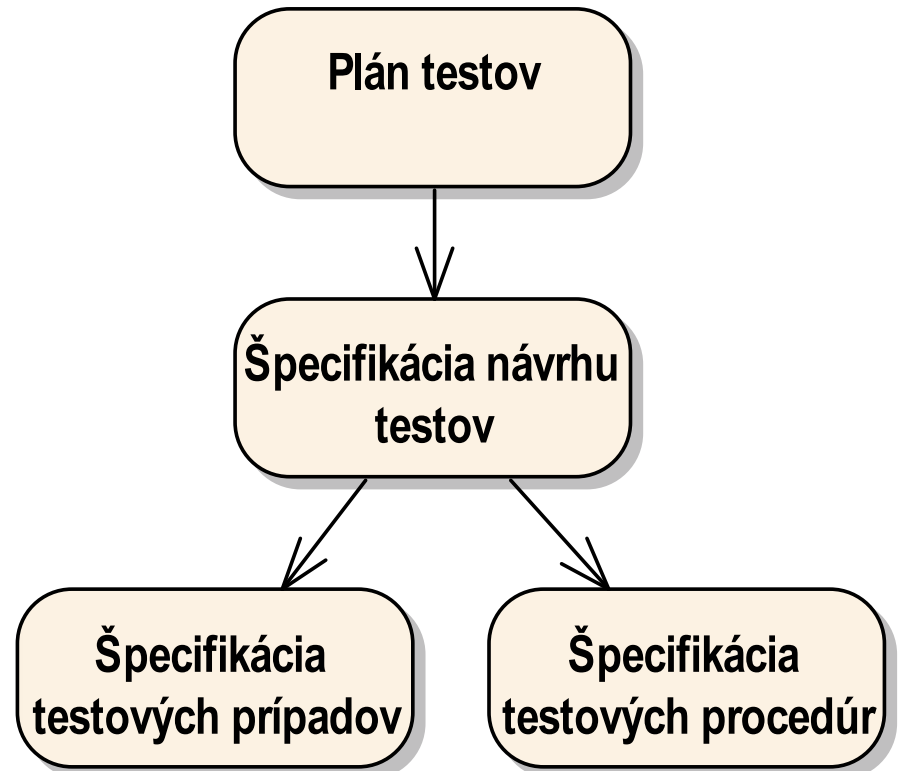 Plán testov
Špecifikácia návrhu
testov
Špecifikácia
testových prípadov
Špecifikácia
testových procedúr